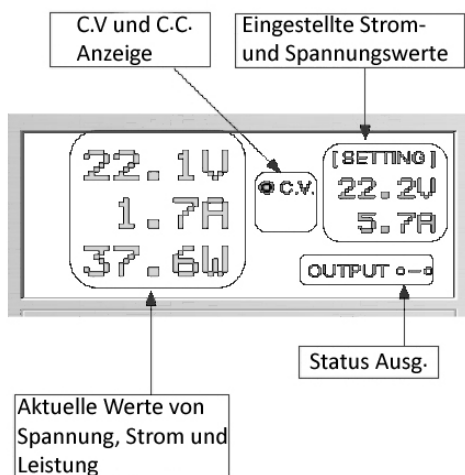 C.V und C.C.
Anzeige
Eingestellte Strom-
und Spannungswerte
22.1V
1.7A
37.6W
C.V.
[ SETTING ]
22.2V
5.7A
OUTPUT
Status Ausg.
Aktuelle Werte von
Spannung, Strom und
Leistung